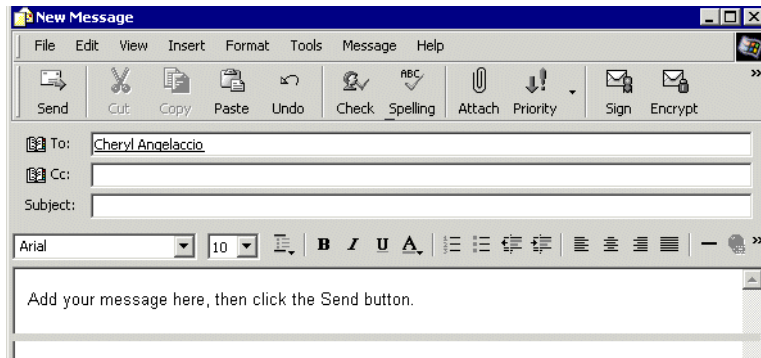 New Message
File Edit View Insert Format Tools Message Help
ABC
Send Cut Copy Paste Undo Check Spelling Attach Priority Sign Encrypt
To: Cheryl Angelaccio
Cc:
Subject:
Arial 10 B I U A
Add your message here, then click the Send button.